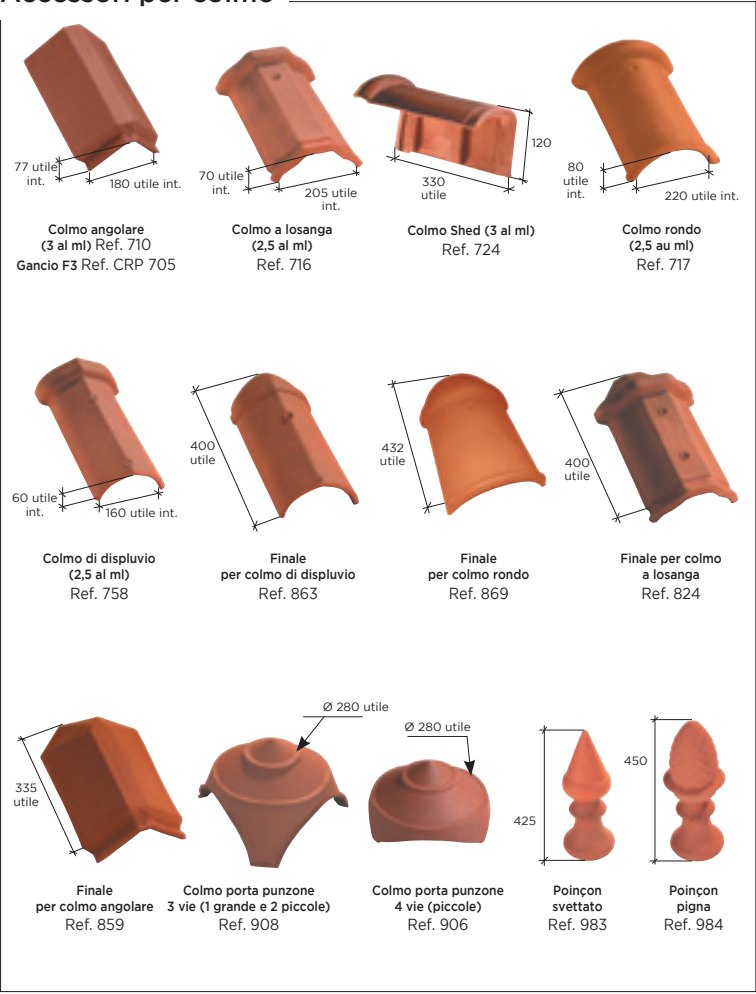 Accessori per colmo
77 utile
int.
180 utile int.
70 utile
int.
205 utile
int.
330
utile
120
80
utile
int.
220 utile int.
Colmo angolare
(3 al ml) Ref. 710
Gancio F3 Ref. CRP 705
Colmo a losanga
(2,5 al ml)
Ref. 716
Colmo Shed (3 al ml)
Ref. 724
Colmo rondo
(2,5 au ml)
Ref. 717
60 utile
int.
160 utile int.
400
utile
432
utile
400
utile
Colmo di displuvio
(2,5 al ml)
Ref. 758
Finale
per colmo di displuvio
Ref. 863
Finale
per colmo rondo
Ref. 869
Finale per colmo
a losanga
Ref. 824
335
utile
Ø 280 utile
Ø 280 utile
425
450
Finale
per colmo angolare
Ref. 859
Colmo porta punzone
3 vie (1 grande e 2 piccole)
Ref. 908
Colmo porta punzone
4 vie (piccole)
Ref. 906
Poinçon
svettato
Ref. 983
Poinçon
pigna
Ref. 984